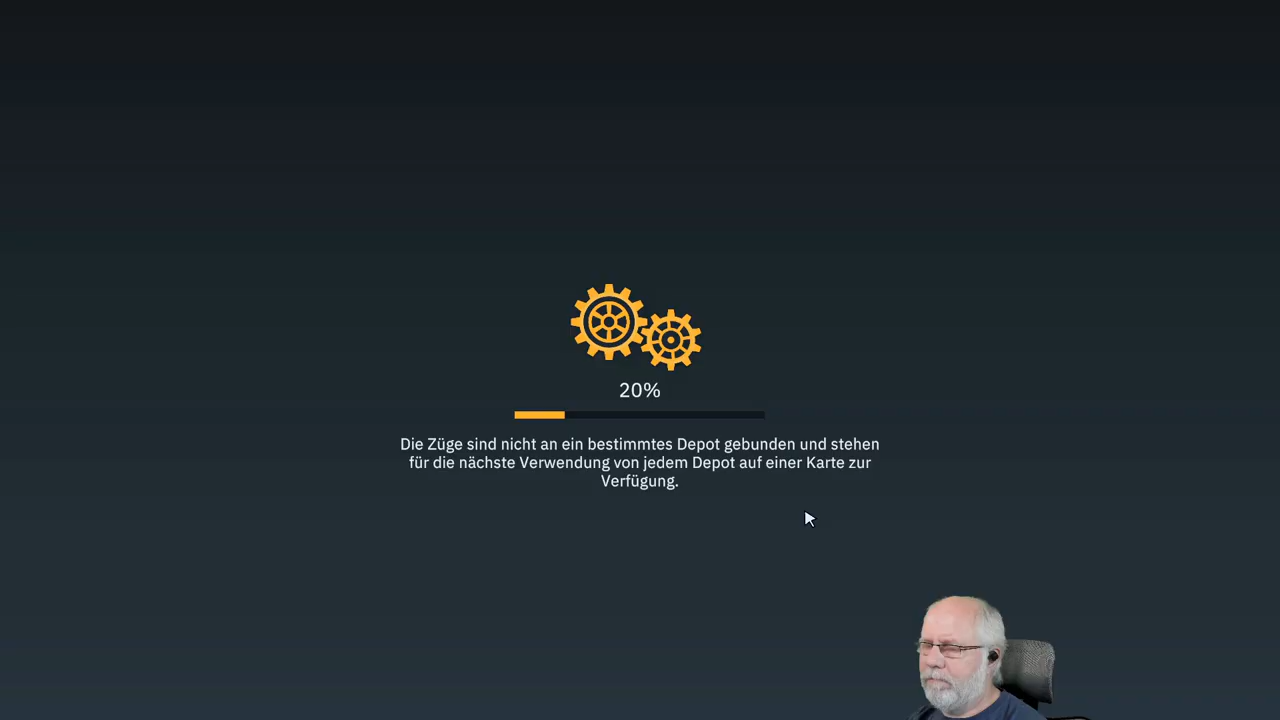 20%
Die Züge sind nicht an ein bestimmtes Depot gebunden und stehen
für die nächste Verwendung von jedem Depot auf einer Karte zur
Verfügung.